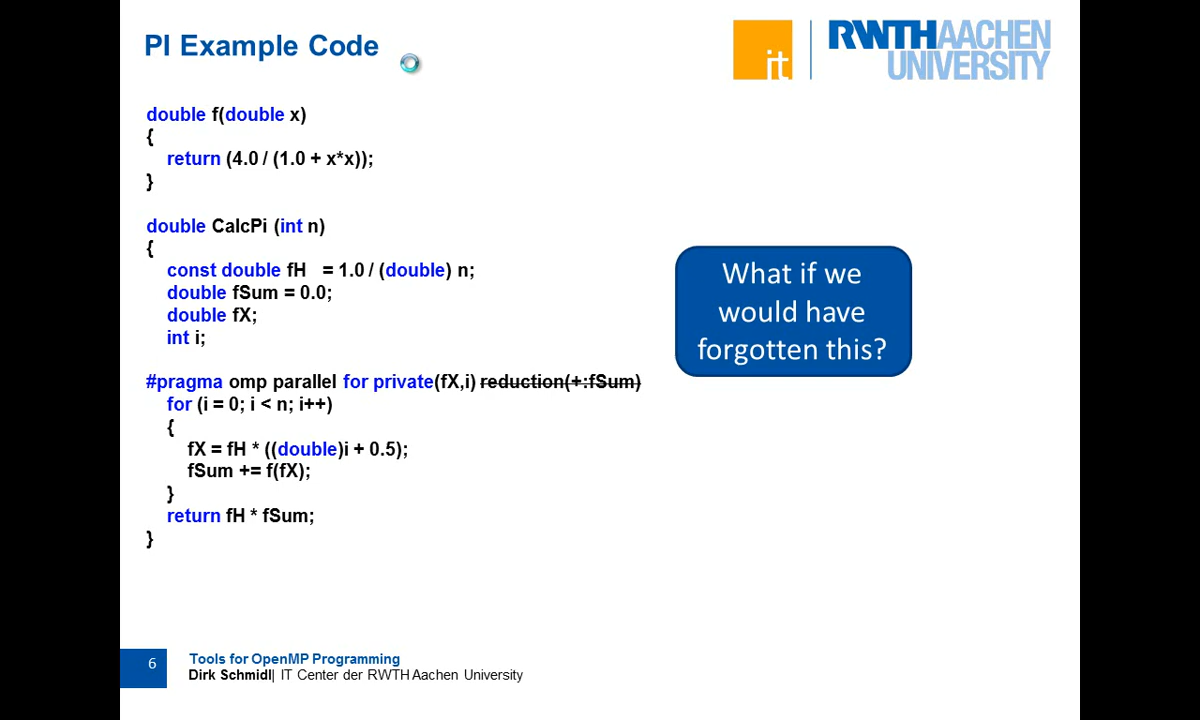 PI Example Code
it
RWTHAACHEN
UNIVERSITY
double f(double x)
{
return (4.0 / (1.0 + x*x));
}
double CalcPi (int n)
{
const double fH = 1.0 / (double) n;
double fSum = 0.0;
double fX;
int i;
What if we
would have
forgotten this?
#pragma omp parallel for private(fX,i) reduction(+:fSum)
for (i = 0; i < n; i++)
{
fX = fH * ((double)i + 0.5);
fSum += f(fX);
}
return fH * fSum;
}
6
Tools for OpenMP Programming
Dirk Schmidl| IT Center der RWTH Aachen University